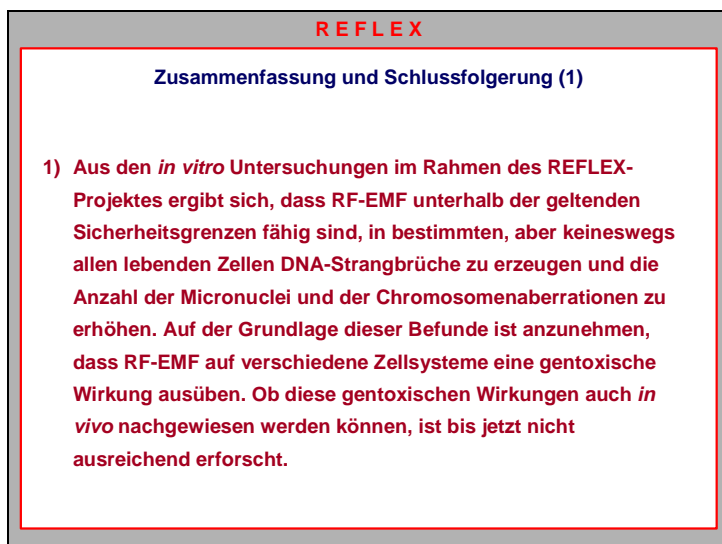 R E F L E X
Zusammenfassung und Schlussfolgerung (1)
1) Aus den in vitro Untersuchungen im Rahmen des REFLEX-
Projektes ergibt sich, dass RF-EMF unterhalb der geltenden
Sicherheitsgrenzen fähig sind, in bestimmten, aber keineswegs
allen lebenden Zellen DNA-Strangbrüche zu erzeugen und die
Anzahl der Micronuclei und der Chromosomenaberrationen zu
erhöhen. Auf der Grundlage dieser Befunde ist anzunehmen,
dass RF-EMF auf verschiedene Zellsysteme eine gentoxische
Wirkung ausüben. Ob diese gentoxischen Wirkungen auch in
vivo nachgewiesen werden können, ist bis jetzt nicht
ausreichend erforscht.